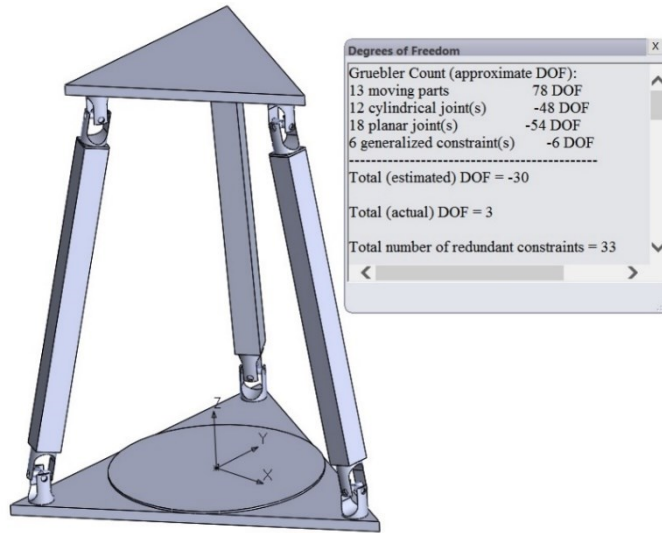 Degrees of Freedom X
Gruebler Count (approximate DOF):
13 moving parts 78 DOF
12 cylindrical joint(s) -48 DOF
18 planar joint(s) -54 DOF
6 generalized constraint(s) -6 DOF
--------------------------------------------
Total (estimated) DOF = -30
Total (actual) DOF = 3
Total number of redundant constraints = 33
Z
Y
X